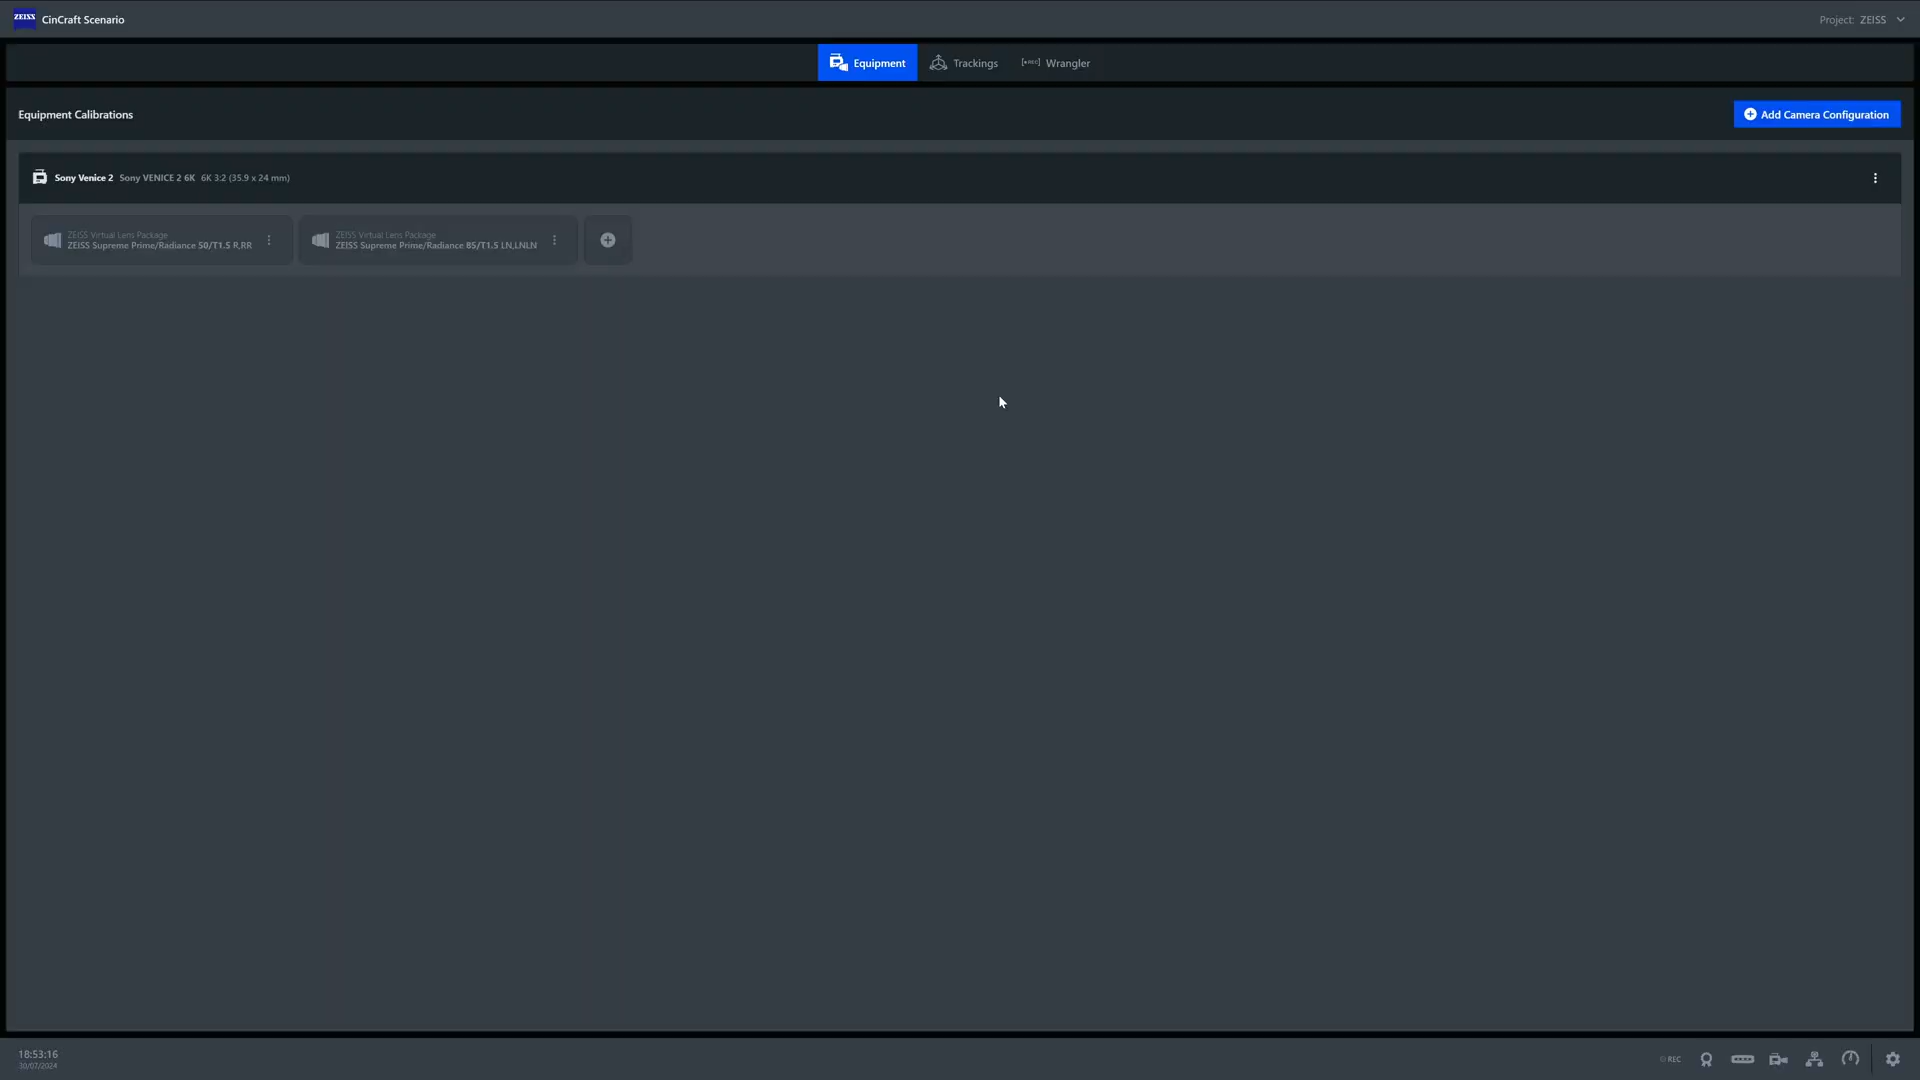 ZEISS CinCraft Scenario
Project: ZEISS
Equipment
Trackings
REC Wrangler
Equipment Calibrations
Add Camera Configuration
Sony Venice 2 Sony VENICE 2 6K 6K 3:2 (35.9 x 24 mm)
ZEISS Virtual Lens Package
ZEISS Supreme Prime/Radiance 50/T1.5 R,RR
ZEISS Virtual Lens Package
ZEISS Supreme Prime/Radiance 85/T1.5 LN,LNLN
18:53:16
30/07/2024
REC